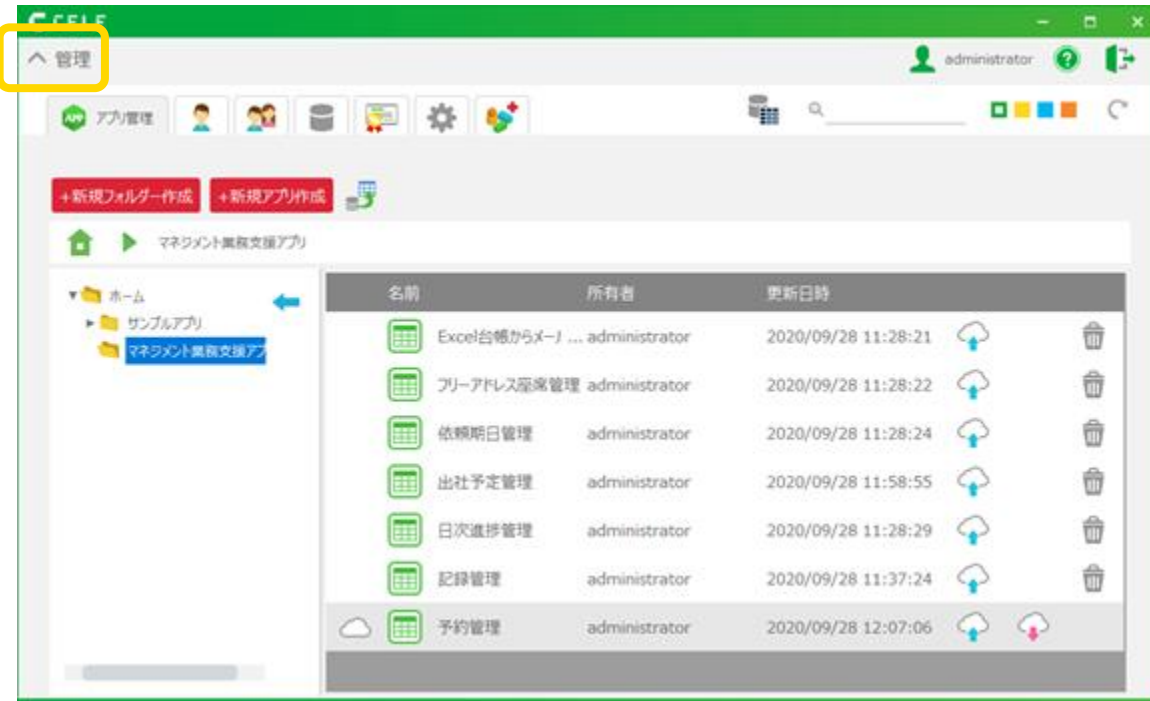 CELF
管理
administrator
アプリ管理
+新規フォルダー作成 +新規アプリ作成
マネジメント業務支援アプリ
ホーム
サンプルアプリ
マネジメント業務支援アプ
名前 所有者 更新日時
Excel台帳からメー... administrator 2020/09/28 11:28:21
フリーアドレス座席管理 administrator 2020/09/28 11:28:22
依頼期日管理 administrator 2020/09/28 11:28:24
出社予定管理 administrator 2020/09/28 11:58:55
日次進捗管理 administrator 2020/09/28 11:28:29
記録管理 administrator 2020/09/28 11:37:24
予約管理 administrator 2020/09/28 12:07:06